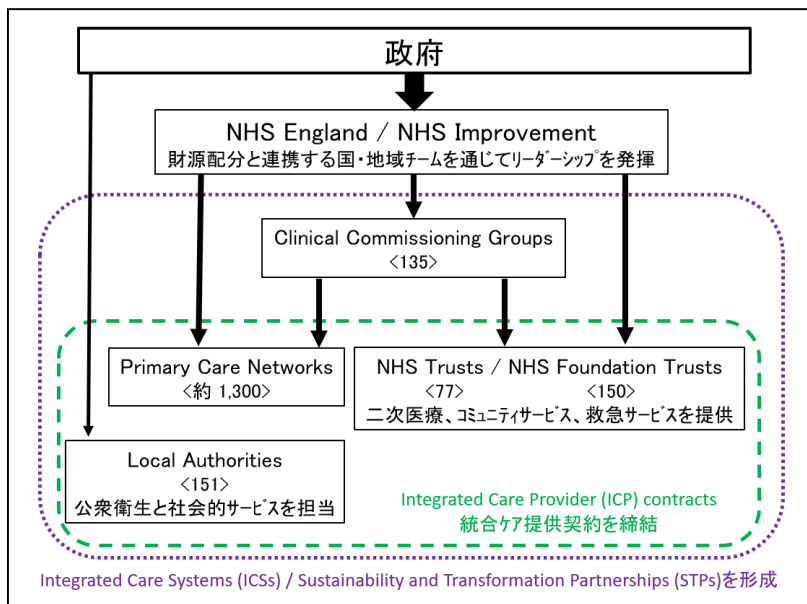 政府
NHS England / NHS Improvement
財源配分と連携する国・地域チームを通じてリーダーシップを発揮
Clinical Commissioning Groups
<135>
Primary Care Networks
<約 1,300>
NHS Trusts / NHS Foundation Trusts
<77> <150>
二次医療、コミュニティサービス、救急サービスを提供
Local Authorities
<151>
公衆衛生と社会的サービスを担当
Integrated Care Provider (ICP) contracts
統合ケア提供契約を締結
Integrated Care Systems (ICSs) / Sustainability and Transformation Partnerships (STPs)を形成